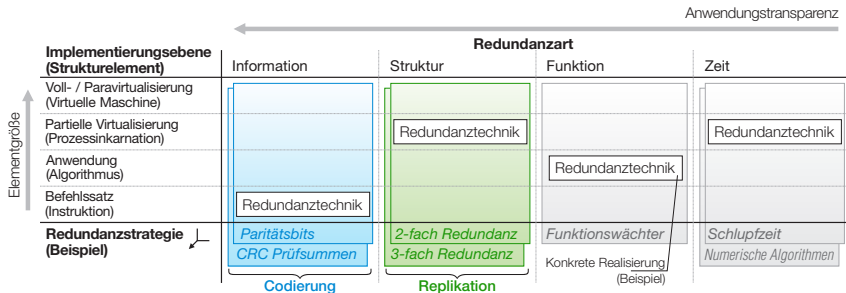 Anwendungstransparenz
Implementierungsebene
(Strukturelement)
Redundanzart
Information
Struktur
Funktion
Zeit
Elementgröße
Voll- / Paravirtualisierung
(Virtuelle Maschine)
Partielle Virtualisierung
(Prozessinkarnation)
Redundanztechnik
Redundanztechnik
Anwendung
(Algorithmus)
Redundanztechnik
Befehlssatz
(Instruktion)
Redundanztechnik
Redundanzstrategie
(Beispiel)
Paritätsbits
CRC Prüfsummen
2-fach Redundanz
3-fach Redundanz
Funktionswächter
Konkrete Realisierung
(Beispiel)
Schlupfzeit
Numerische Algorithmen
Codierung
Replikation